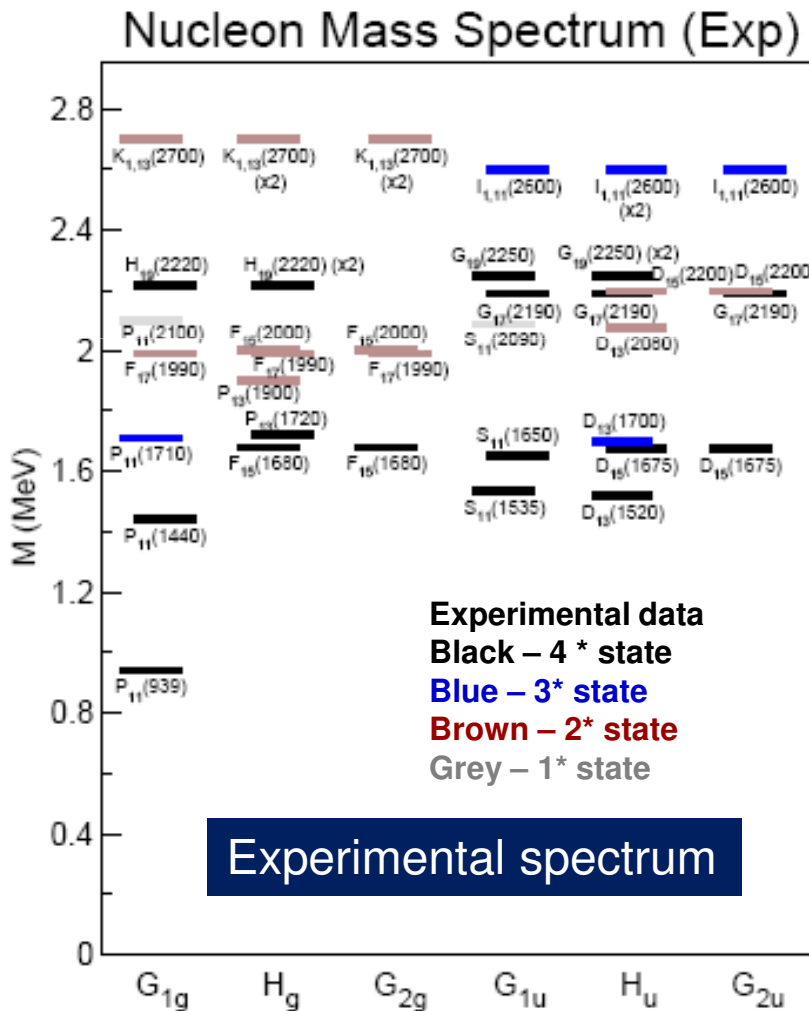 Nucleon Mass Spectrum (Exp)
M (MeV)
2.8
2.4
2
1.6
1.2
0.8
0.4
0
K1,13(2700)
K1,13(2700)
(x2)
K1,13(2700)
(x2)
I1,11(2600)
I1,11(2600)
(x2)
I1,11(2600)
H19(2220)
H19(2220) (x2)
G19(2250)
G19(2250) (x2)
D15(2200)
D15(2200
P11(2100)
F15(2000)
F15(2000)
G17(2190)
G17(2190)
G17(2190)
S11(2090)
D13(2080)
F17(1990)
F17(1990)
F17(1990)
P13(1900)
P13(1720)
S11(1650)
D13(1700)
P11(1710)
F15(1680)
F15(1680)
D15(1675)
D15(1675)
S11(1535)
D13(1520)
P11(1440)
P11(939)
Experimental data
Black – 4 * state
Blue – 3* state
Brown – 2* state
Grey – 1* state
Experimental spectrum
G1g
Hg
G2g
G1u
Hu
G2u